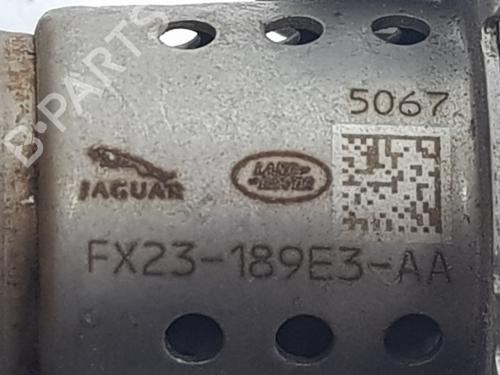 5067
JAGUAR
LAND
ROVER
FX23-189E3-AA
B-PARTS